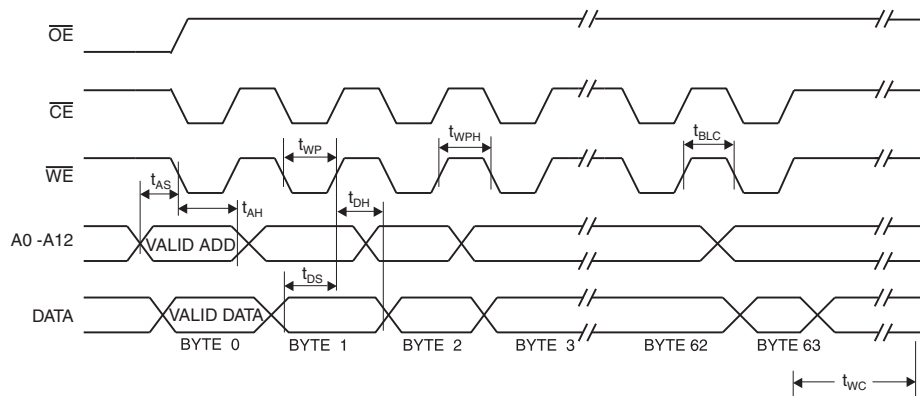 OE
CE
tWP
tWPH
tBLC
WE
tAS
tAH
tDH
A0 -A12
VALID ADD
tDS
DATA
VALID DATA
BYTE 0
BYTE 1
BYTE 2
BYTE 3
BYTE 62
BYTE 63
tWC